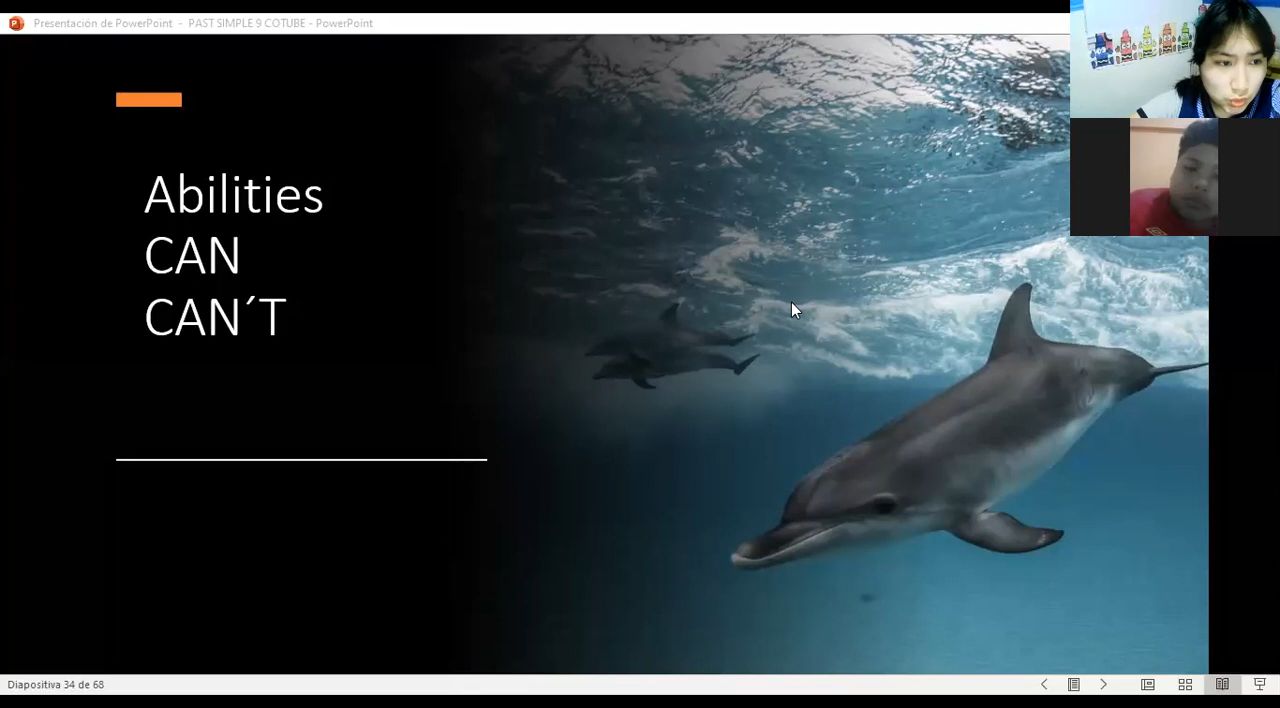 Presentación de PowerPoint - PAST SIMPLE 9 COTUBE - PowerPoint
Abilities
CAN
CAN´T
Diapositiva 34 de 68